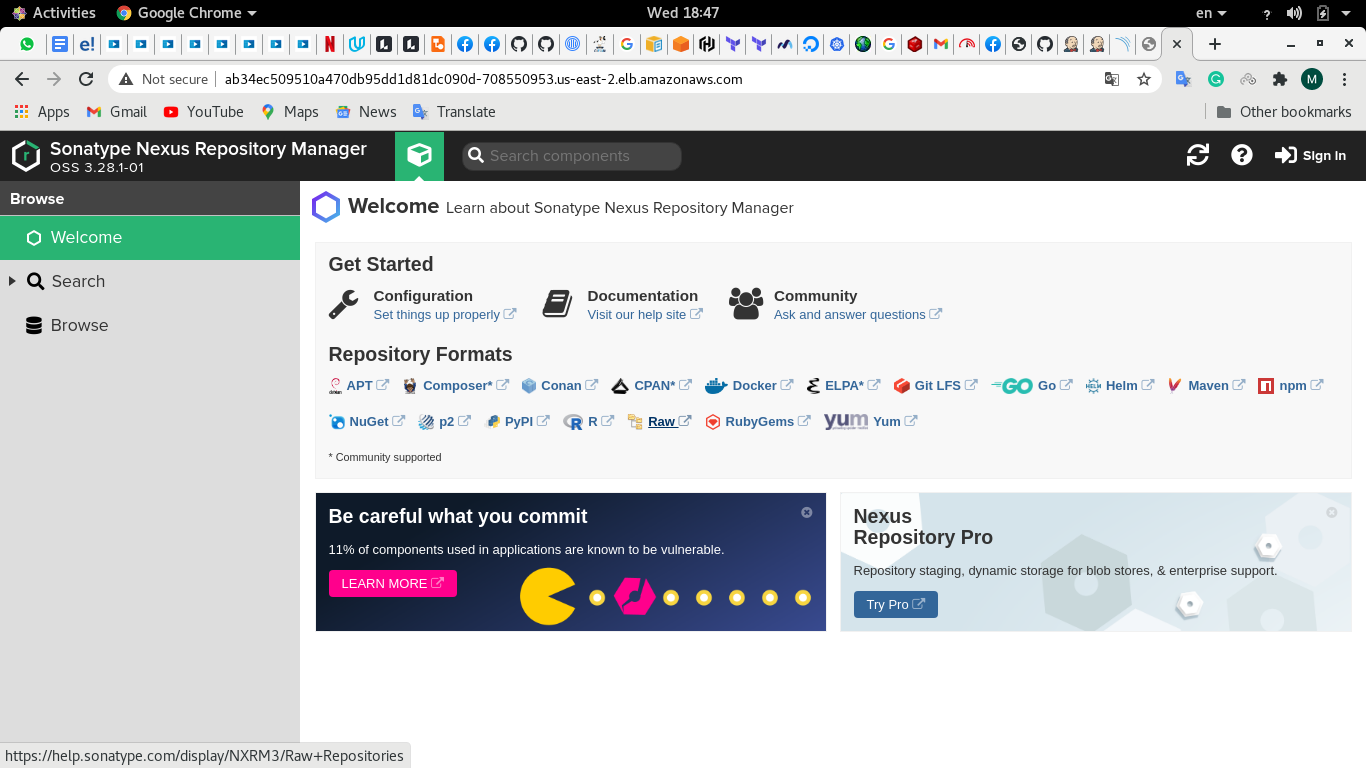 Activities Google Chrome Wed 18:47 en ?
Not secure ab34ec509510a470db95dd1d81dc090d-708550953.us-east-2.elb.amazonaws.com M
Apps Gmail YouTube Maps News Translate Other bookmarks
Sonatype Nexus Repository Manager
OSS 3.28.1-01
Search components
Sign in
Browse
Welcome
Search
Browse
Welcome Learn about Sonatype Nexus Repository Manager
Get Started
Configuration
Set things up properly
Documentation
Visit our help site
Community
Ask and answer questions
Repository Formats
APT Composer* Conan CPAN* Docker ELPA* Git LFS GO Go Helm Maven npm
NuGet p2 PyPI R Raw RubyGems yum Yum
* Community supported
Be careful what you commit
11% of components used in applications are known to be vulnerable.
LEARN MORE
Nexus
Repository Pro
Repository staging, dynamic storage for blob stores, & enterprise support.
Try Pro
https://help.sonatype.com/display/NXRM3/Raw+Repositories